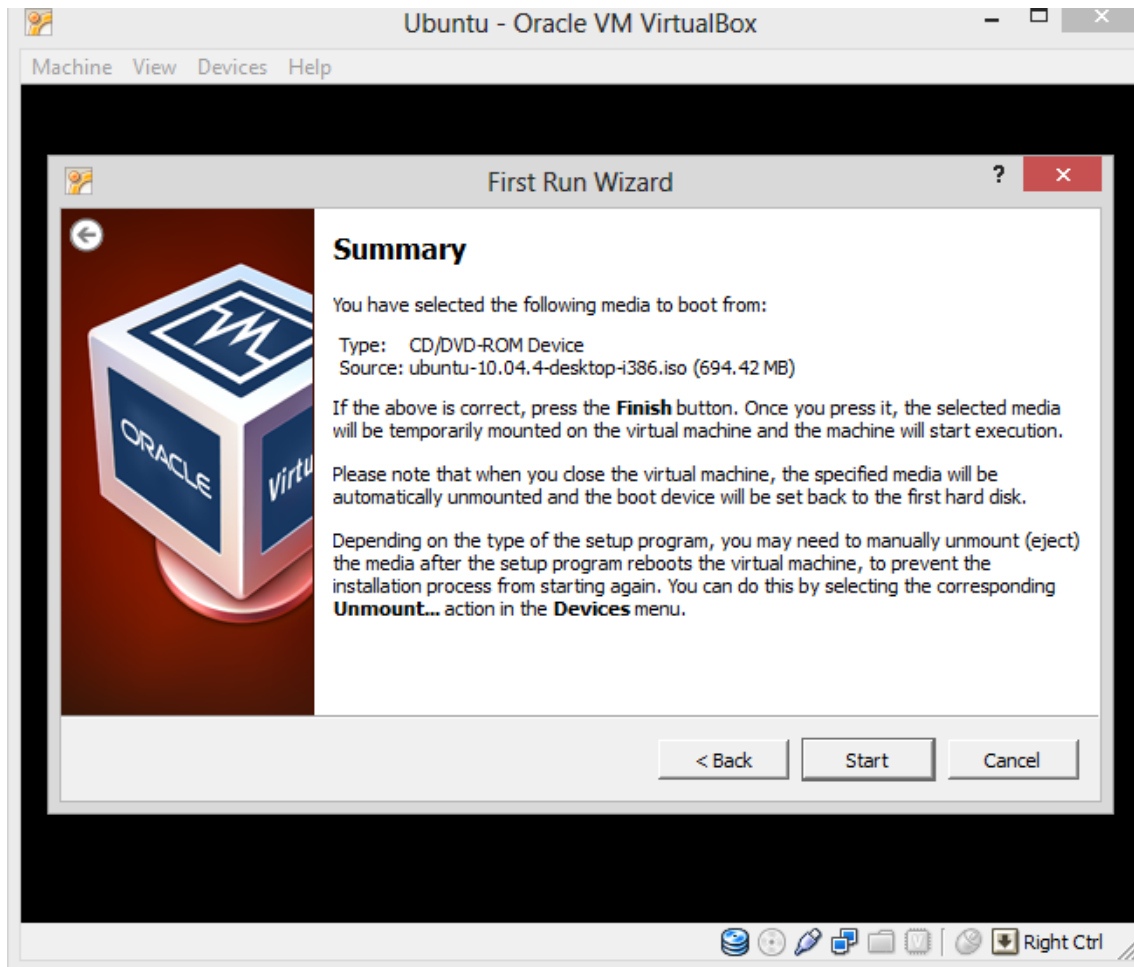 Ubuntu - Oracle VM VirtualBox
Machine View Devices Help
First Run Wizard
?
Summary
You have selected the following media to boot from:
Type: CD/DVD-ROM Device
Source: ubuntu-10.04.4-desktop-i386.iso (694.42 MB)
If the above is correct, press the Finish button. Once you press it, the selected media
will be temporarily mounted on the virtual machine and the machine will start execution.
Please note that when you close the virtual machine, the specified media will be
automatically unmounted and the boot device will be set back to the first hard disk.
Depending on the type of the setup program, you may need to manually unmount (eject)
the media after the setup program reboots the virtual machine, to prevent the
installation process from starting again. You can do this by selecting the corresponding
Unmount... action in the Devices menu.
ORACLE
Virtu
< Back Start Cancel
Right Ctrl